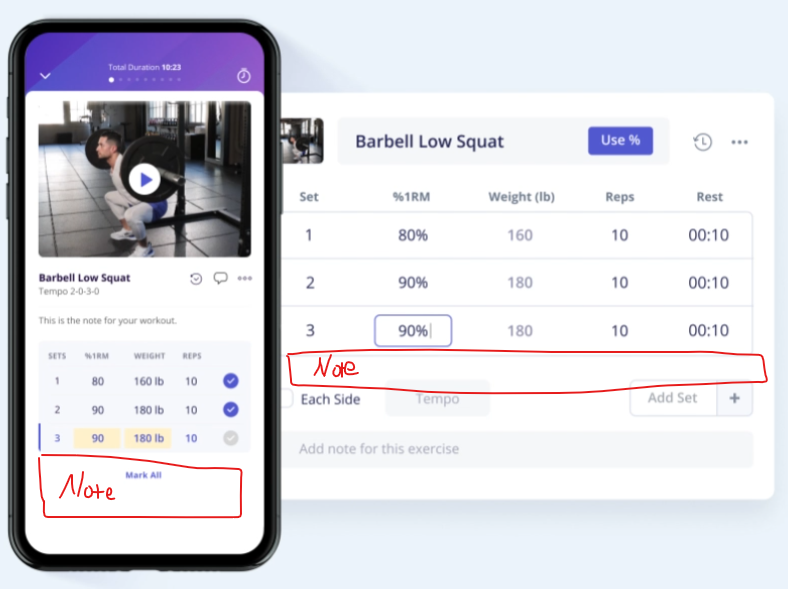 Total Duration 10:23
Barbell Low Squat
Tempo 2-0-3-0
This is the note for your workout.
SETS %1RM WEIGHT REPS
1 80 160 lb 10
2 90 180 lb 10
3 90 180 lb 10
Mark All
Note
Barbell Low Squat Use %
Set %1RM Weight (lb) Reps Rest
1 80% 160 10 00:10
2 90% 180 10 00:10
3 90% 180 10 00:10
Note
Each Side Tempo Add Set +
Add note for this exercise